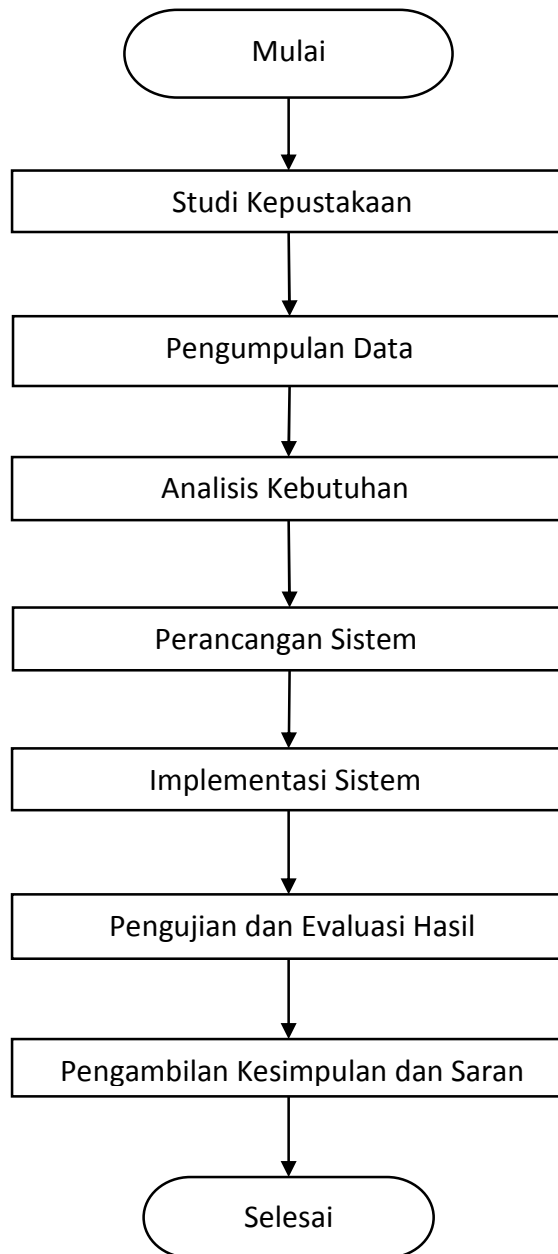 Mulai
Studi Kepustakaan
Pengumpulan Data
Analisis Kebutuhan
Perancangan Sistem
Implementasi Sistem
Pengujian dan Evaluasi Hasil
Pengambilan Kesimpulan dan Saran
Selesai